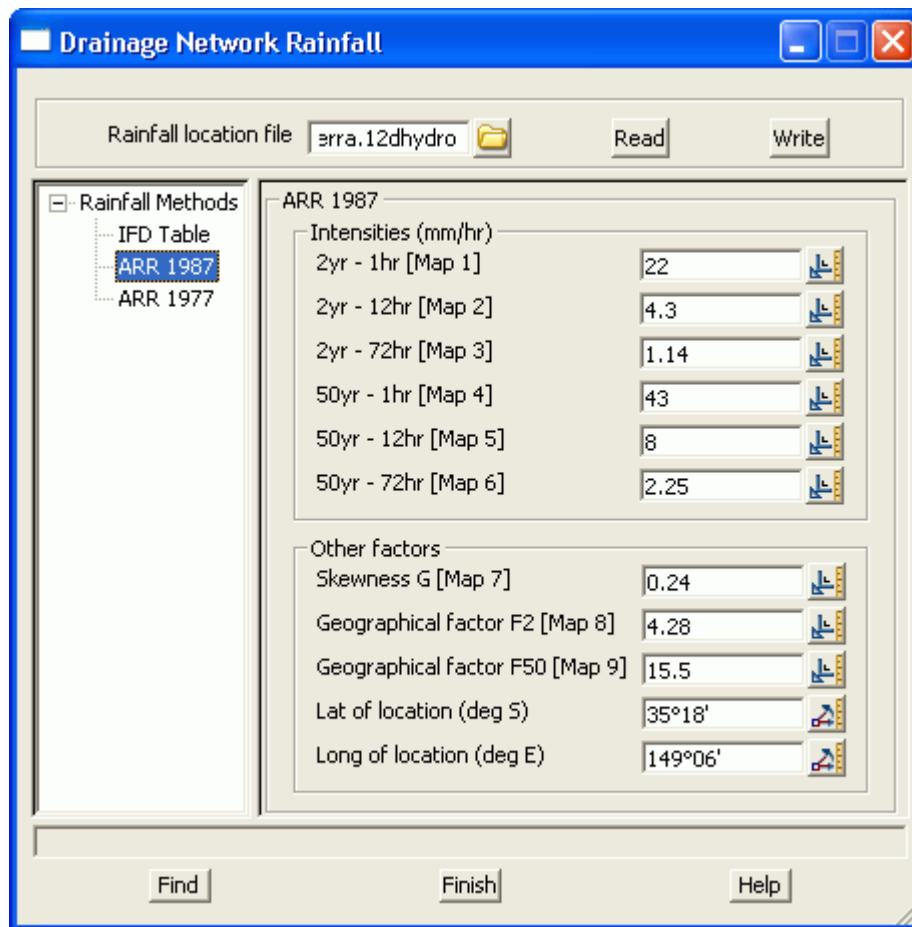 Drainage Network Rainfall
Rainfall location file erra.12dhydro Read Write
Rainfall Methods
IFD Table
ARR 1987
ARR 1977
ARR 1987
Intensities (mm/hr)
2yr - 1hr [Map 1] 22
2yr - 12hr [Map 2] 4.3
2yr - 72hr [Map 3] 1.14
50yr - 1hr [Map 4] 43
50yr - 12hr [Map 5] 8
50yr - 72hr [Map 6] 2.25
Other factors
Skewness G [Map 7] 0.24
Geographical factor F2 [Map 8] 4.28
Geographical factor F50 [Map 9] 15.5
Lat of location (deg S) 35°18'
Long of location (deg E) 149°06'
Find Finish Help